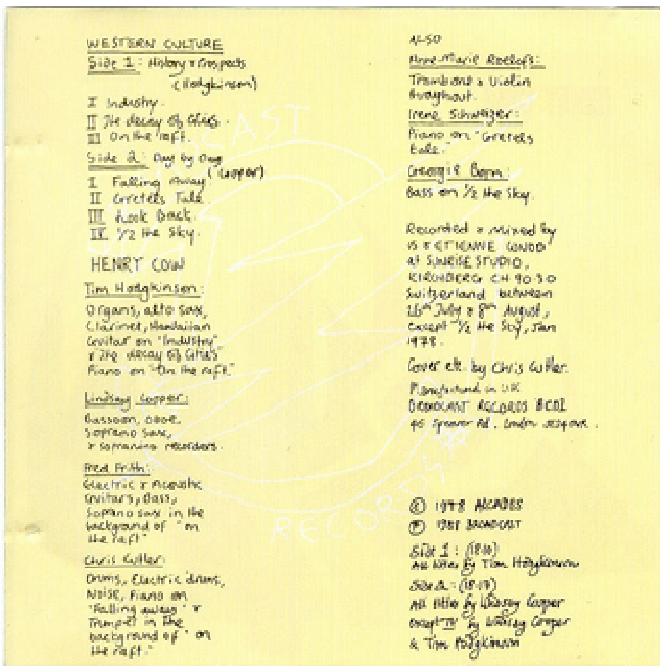 WESTERN CULTURE
Side 1: History & Prospects
(Hodgkinson)
I Industry.
II The decay of Cities.
III On the raft.
Side 2: Day by Day
(Cooper)
I Falling Away
II Gretels Tale
III Look Back.
IV 1/2 the Sky.
HENRY COW
Tim Hodgkinson:
Organs, alto sax,
Clarinet, Hawaiian
Guitar on "Industry"
& "The decay of Cities"
Piano on "On the raft."
Lindsay Cooper:
Bassoon, oboe,
Soprano sax,
& sopranino recorders.
Fred Frith:
Electric & Acoustic
Guitars, Bass,
Soprano sax in the
background of "on
the raft"
Chris Cutler:
Drums, Electric drums,
NOISE, Piano on
"Falling away" &
Trumpet in the
background of "on
the raft."
ALSO
Anne-Marie Roelofs:
Trombone & Violin
throughout.
Irene Schweizer:
Piano on "Gretels
tale."
Georgie Born:
Bass on 1/2 the Sky.
Recorded & Mixed by
US & ETIENNE CONOD
at SUNRISE STUDIO,
KIRCHBERG CH 9030
Switzerland between
26th July & 8th August,
except "1/2 the Sky, Jan
1978.
Cover etc. by Chris Cutler.
Manufactured in UK
BROADCAST RECORDS BC01
Rd. London
© 1978
℗ 1981 BROADCAST
Side 1: (18.10)
All titles by Tim Hodgkinson
Side 2: (18.17)
All titles by Lindsay Cooper
except IV by Lindsay Cooper
& Tim Hodgkinson
CAST
RECORDS